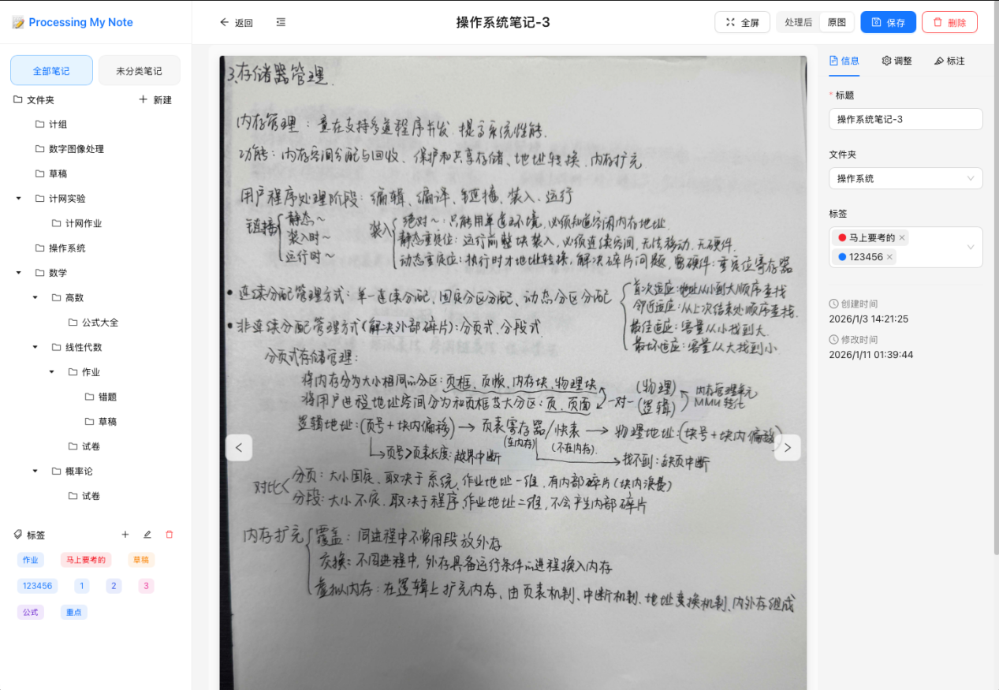 Processing My Note
返回
操作系统笔记-3
全屏
处理后
原图
保存
删除
全部笔记
未分类笔记
文件夹
新建
计组
数字图像处理
草稿
计网实验
计网作业
操作系统
数学
高数
公式大全
线性代数
作业
错题
草稿
试卷
概率论
试卷
标签
作业
马上要考的
草稿
123456
1
2
3
公式
重点
3.存储器管理.
内存管理:意在支持多道程序并发.提高系统性能.
功能:内存空间分配与回收、保护和共享存储、地址转换.内存扩充
用户程序处理阶段:编辑、编译、链接、装入、运行
链接
静态~
装入时~
运行时~
装入
绝对~:只能用单道环境,必须知道空闲内存地址.
静态重定位:运行前整块装入,必须连续空间,无法移动.无硬件.
动态重定位:执行时才地址转换,解决碎片问题,需硬件:重定位寄存器
•连续分配管理方式:单一连续分配、固定分区分配、动态分区分配
首次适应:地址从小到大顺序查找
邻近适应:从上次结束处顺序查找.
最佳适应:容量从小找到大.
最坏适应:容量从大找到小.
•非连续分配管理方式(解决外部碎片):分页式、分段式
分页式存储管理:
将内存分为大小相同的分区:页框、页帧、内存块、物理块
将用户进程地址空间分为和页框等大分区:页、页面
一对一
(物理)
(逻辑)
内存管理单元
MMU转化
逻辑地址:(页号+块内偏移)→页表寄存器/快表→物理地址:(块号+块内偏移)
(在内存)
(不在内存).
→页号>页表长度:越界中断
→找不到:缺页中断
对比
分页:大小固定、取决于系统,作业地址一维,有内部碎片(块内浪费)
分段:大小不定.取决于程序,作业地址二维,不会产生内部碎片
内存扩充
覆盖:同进程中不常用段放外存
交换:不同进程中,外存具备运行条件的进程换入内存
虚拟内存:在逻辑上扩充内存、由页表机制、中断机制、地址变换机制、内外存组成
信息
调整
标注
* 标题
操作系统笔记-3
文件夹
操作系统
标签
马上要考的 ×
123456 ×
创建时间
2026/1/3 14:21:25
修改时间
2026/1/11 01:39:44